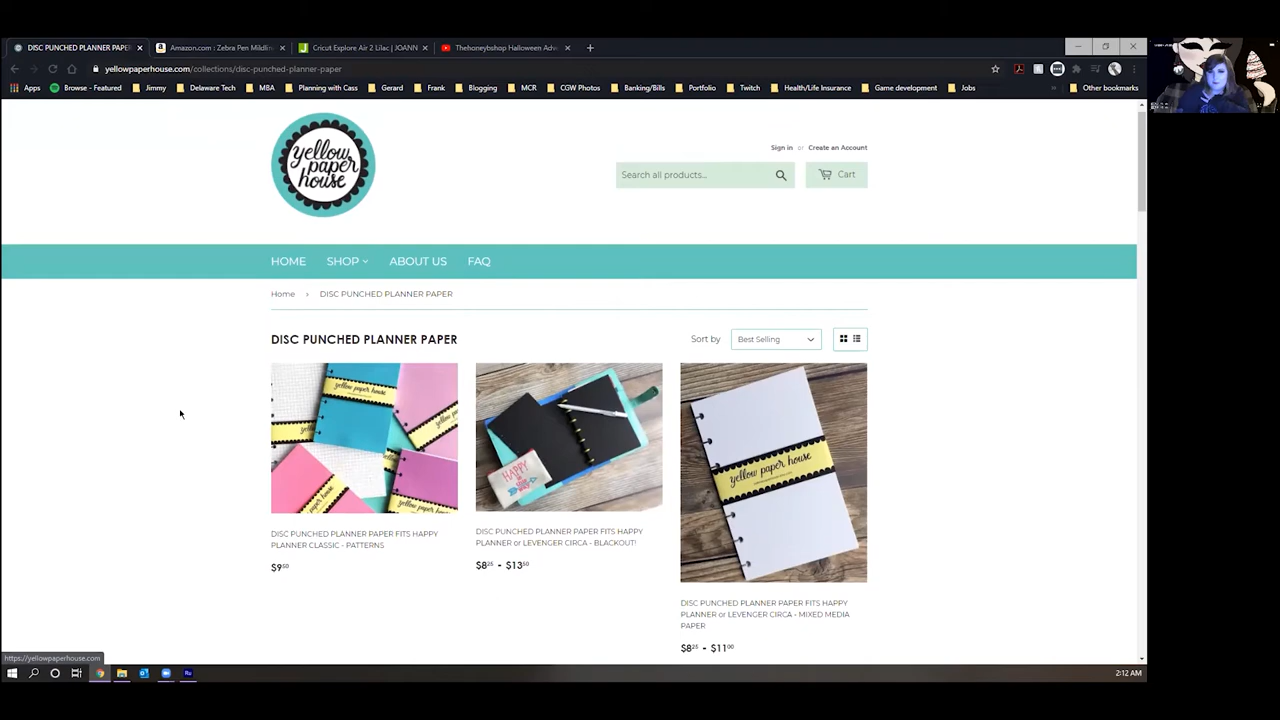 DISC PUNCHED PLANNER PAPE
Amazon.com : Zebra Pen Mildlin
Cricut Explore Air 2 Lilac | JOANN
Thehoneybshop Halloween Adv
yellowpaperhouse.com/collections/disc-punched-planner-paper
Apps
Browse - Featured
Jimmy
Delaware Tech
MBA
Planning with Cass
Gerard
Frank
Blogging
MCR
CGW Photos
Banking/Bills
Portfolio
Twitch
Health/Life Insurance
Game development
Jobs
Other bookmarks
yellow
paper
house
Sign in or Create an Account
Search all products...
Cart
HOME
SHOP
ABOUT US
FAQ
Home › DISC PUNCHED PLANNER PAPER
DISC PUNCHED PLANNER PAPER
Sort by
Best Selling
yellow paper house
HAPPY
yellow paper house
DISC PUNCHED PLANNER PAPER FITS HAPPY
PLANNER CLASSIC - PATTERNS
$9.50
DISC PUNCHED PLANNER PAPER FITS HAPPY
PLANNER or LEVENGER CIRCA - BLACKOUT!
$8.25 - $13.50
DISC PUNCHED PLANNER PAPER FITS HAPPY
PLANNER or LEVENGER CIRCA - MIXED MEDIA
PAPER
$8.25 - $11.00
https://yellowpaperhouse.com
2:12 AM